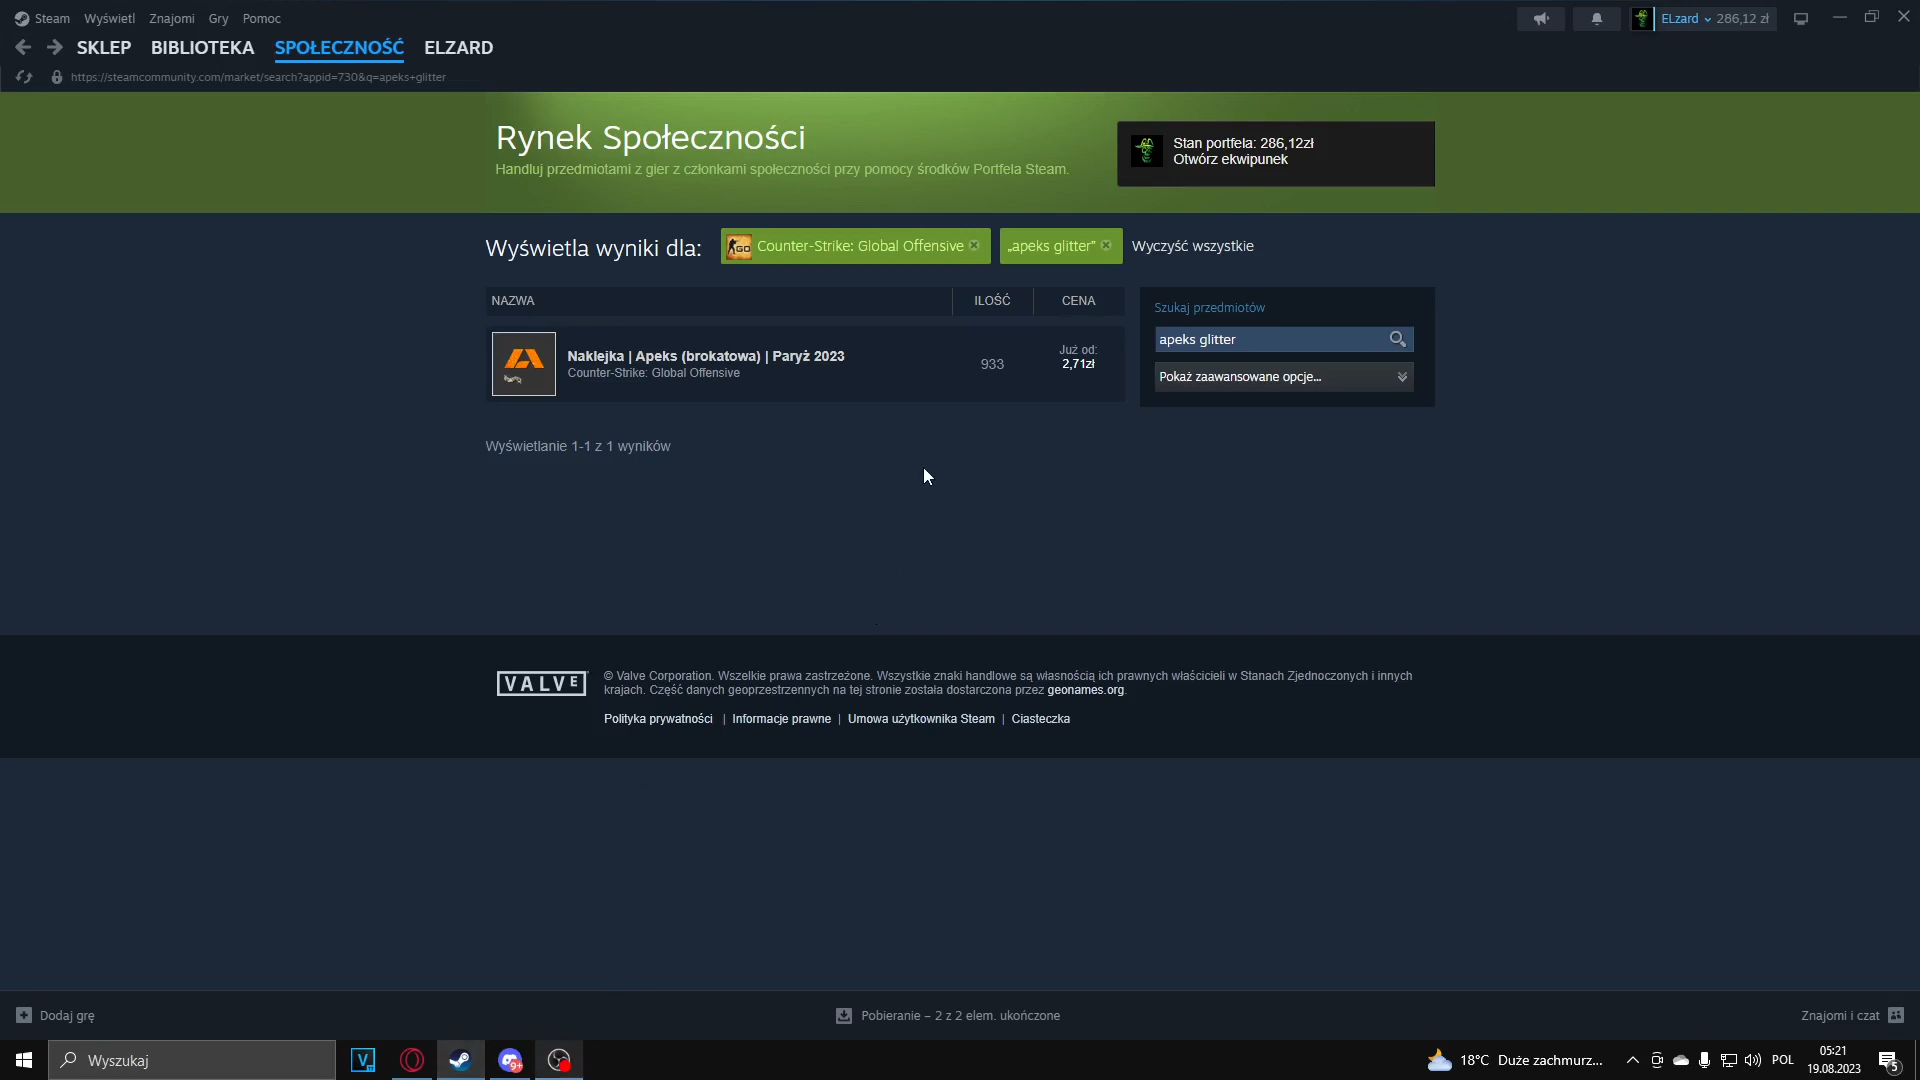 Steam Wyświetl Znajomi Gry Pomoc
ELzard 286,12 zł
SKLEP BIBLIOTEKA SPOŁECZNOŚĆ ELZARD
https://steamcommunity.com/market/search?appid=730&q=apeks+glitter
Rynek Społeczności
Handluj przedmiotami z gier z członkami społeczności przy pomocy środków Portfela Steam.
Stan portfela: 286,12zł
Otwórz ekwipunek
Wyświetla wyniki dla: GO Counter-Strike: Global Offensive „apeks glitter” Wyczyść wszystkie
NAZWA ILOŚĆ CENA
Naklejka | Apeks (brokatowa) | Paryż 2023
Counter-Strike: Global Offensive
933
Już od:
2,71zł
Szukaj przedmiotów
apeks glitter
Pokaż zaawansowane opcje...
Wyświetlanie 1-1 z 1 wyników
VALVE
© Valve Corporation. Wszelkie prawa zastrzeżone. Wszystkie znaki handlowe są własnością ich prawnych właścicieli w Stanach Zjednoczonych i innych
krajach. Część danych geoprzestrzennych na tej stronie została dostarczona przez geonames.org.
Polityka prywatności | Informacje prawne | Umowa użytkownika Steam | Ciasteczka
Dodaj grę
Pobieranie – 2 z 2 elem. ukończone
Znajomi i czat
Wyszukaj
V
9+
18°C Duże zachmurz...
POL
05:21
19.08.2023
5